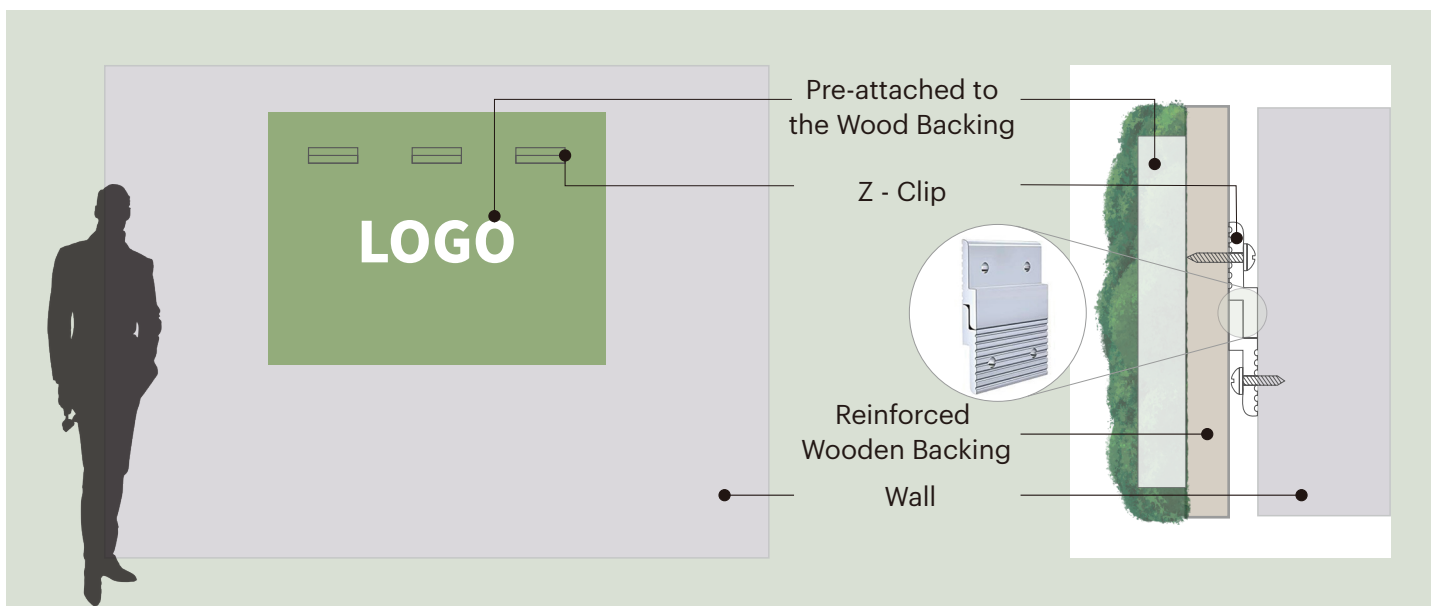 Pre-attached to
the Wood Backing
Z - Clip
LOGO
Reinforced
Wooden Backing
Wall